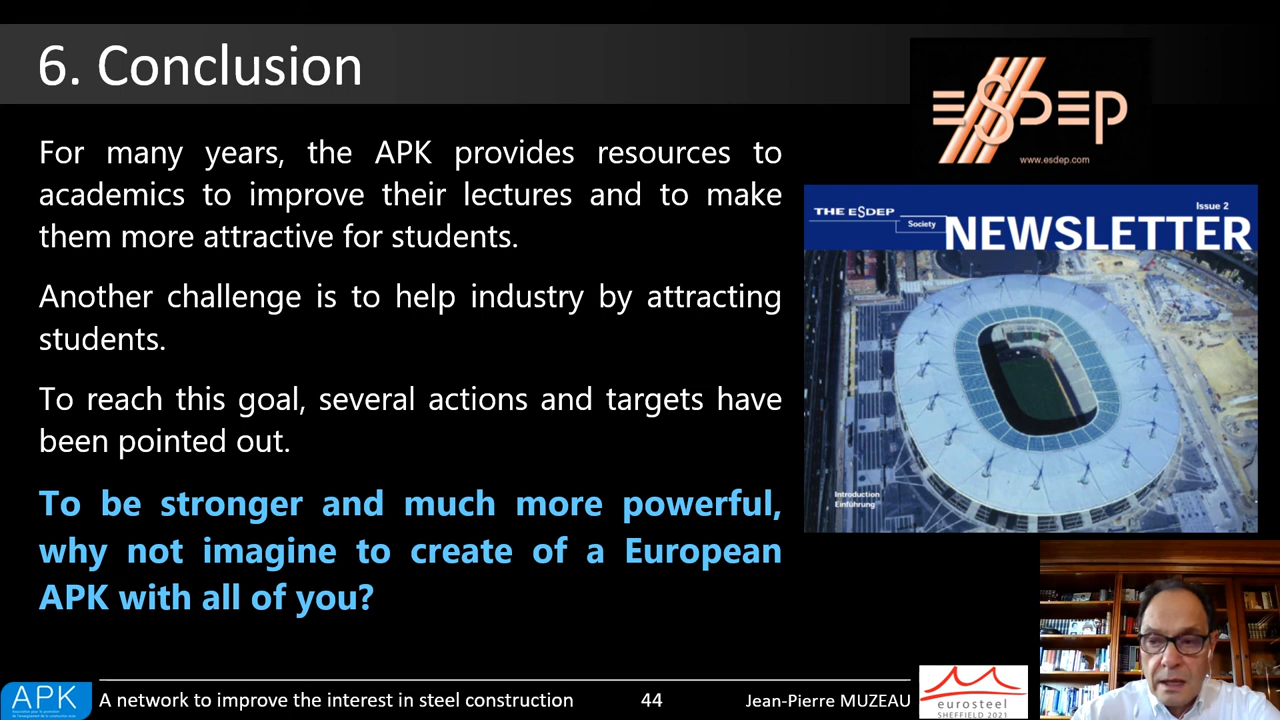 6. Conclusion
ESDEP
www.esdep.com
For many years, the APK provides resources to
academics to improve their lectures and to make
them more attractive for students.
Another challenge is to help industry by attracting
students.
To reach this goal, several actions and targets have
been pointed out.
To be stronger and much more powerful,
why not imagine to create of a European
APK with all of you?
THE ESDEP
Society
Issue 2
NEWSLETTER
Introduction
Einführung
APK
A network to improve the interest in steel construction
44
Jean-Pierre MUZEAU
eurosteel
SHEFFIELD 2021